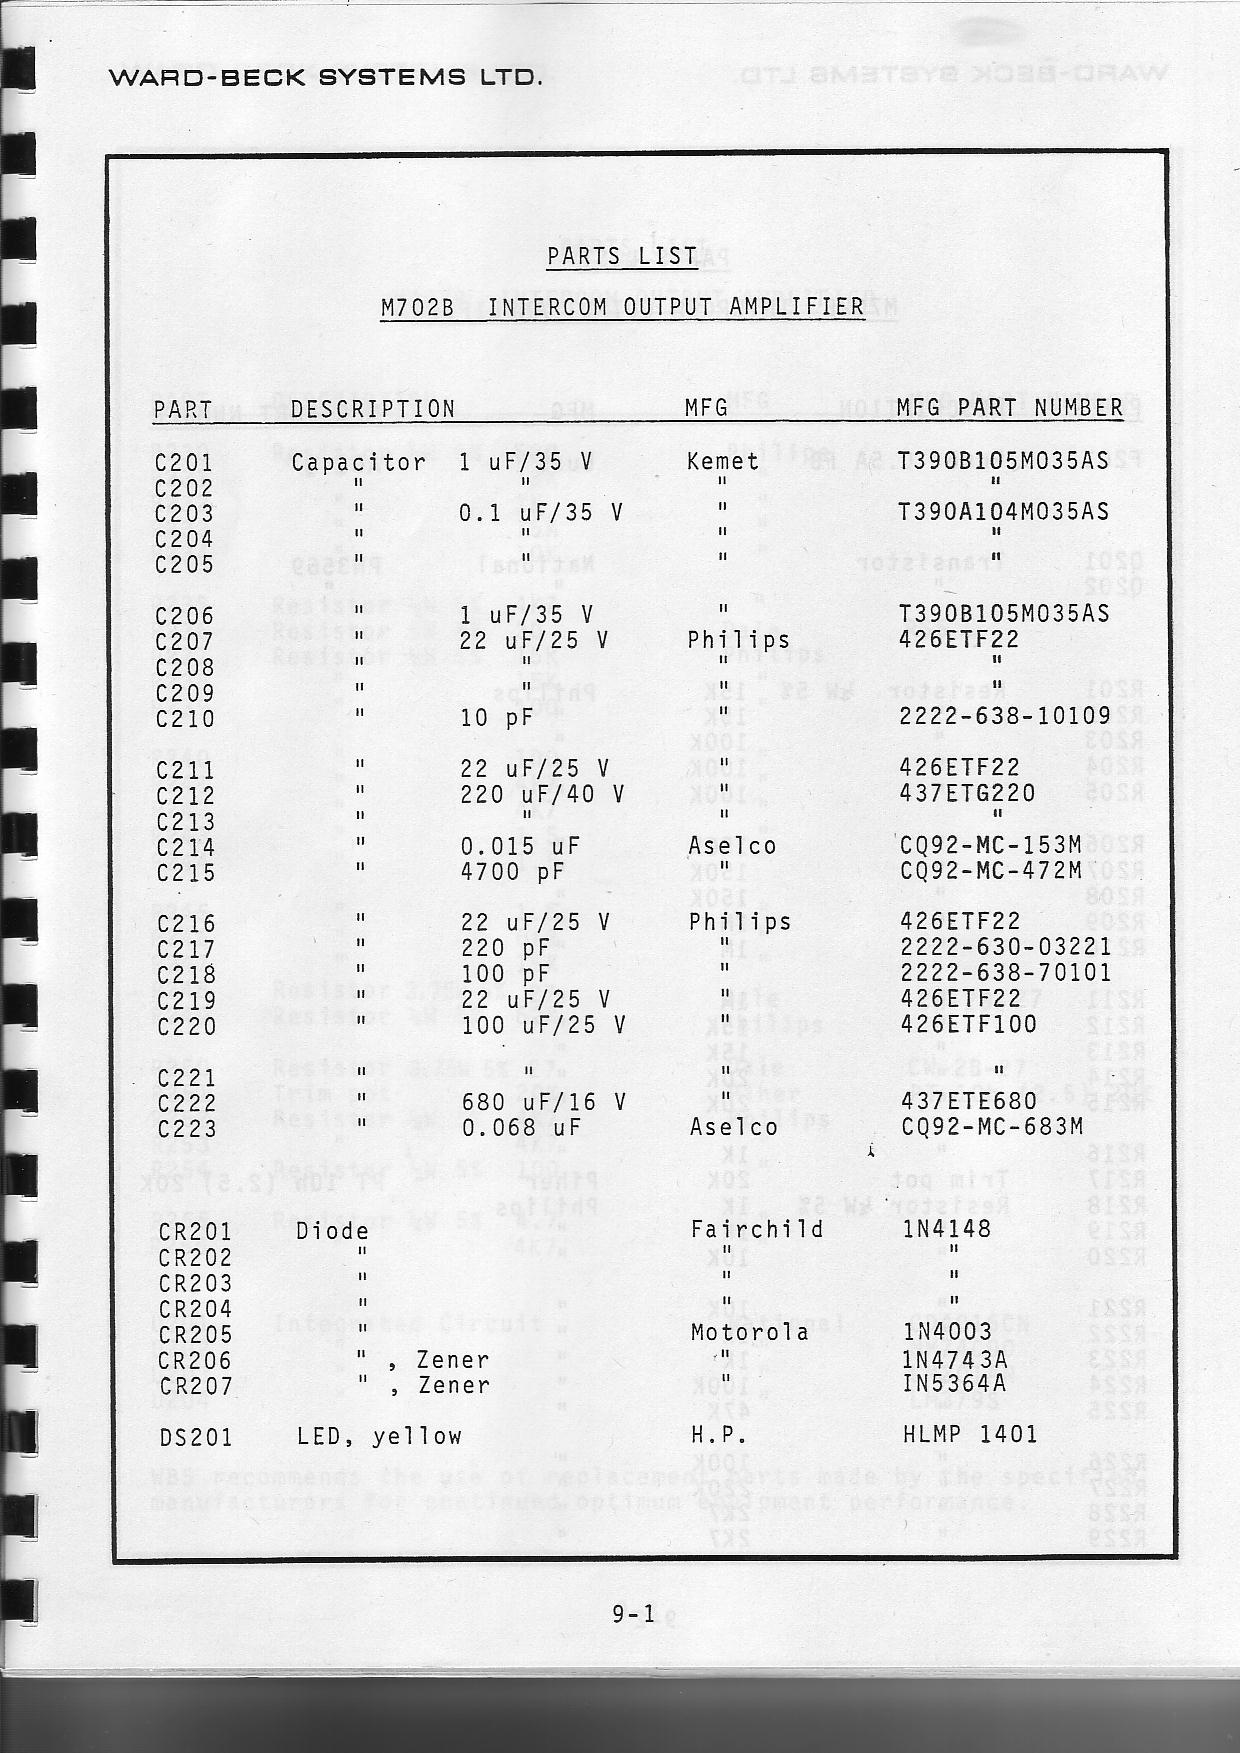 WARD-BECK SYSTEMS LTD.
PARTS LIST
M702B INTERCOM OUTPUT AMPLIFIER
PART DESCRIPTION MFG MFG PART NUMBER
C201 Capacitor 1 uF/35 V Kemet T390B105M035AS
C202 " " " "
C203 " 0.1 uF/35 V " T390A104M035AS
C204 " " " "
C205 " " " "
C206 " 1 uF/35 V " T390B105M035AS
C207 " 22 uF/25 V Philips 426ETF22
C208 " " " "
C209 " " " "
C210 " 10 pF " 2222-638-10109
C211 " 22 uF/25 V " 426ETF22
C212 " 220 uF/40 V " 437ETG220
C213 " " " "
C214 " 0.015 uF Aselco CQ92-MC-153M
C215 " 4700 pF " CQ92-MC-472M
C216 " 22 uF/25 V Philips 426ETF22
C217 " 220 pF " 2222-630-03221
C218 " 100 pF " 2222-638-70101
C219 " 22 uF/25 V " 426ETF22
C220 " 100 uF/25 V " 426ETF100
C221 " " " "
C222 " 680 uF/16 V " 437ETE680
C223 " 0.068 uF Aselco CQ92-MC-683M
CR201 Diode Fairchild 1N4148
CR202 " " "
CR203 " " "
CR204 " " "
CR205 " Motorola 1N4003
CR206 " , Zener " 1N4743A
CR207 " , Zener " IN5364A
DS201 LED, yellow H.P. HLMP 1401
9-1